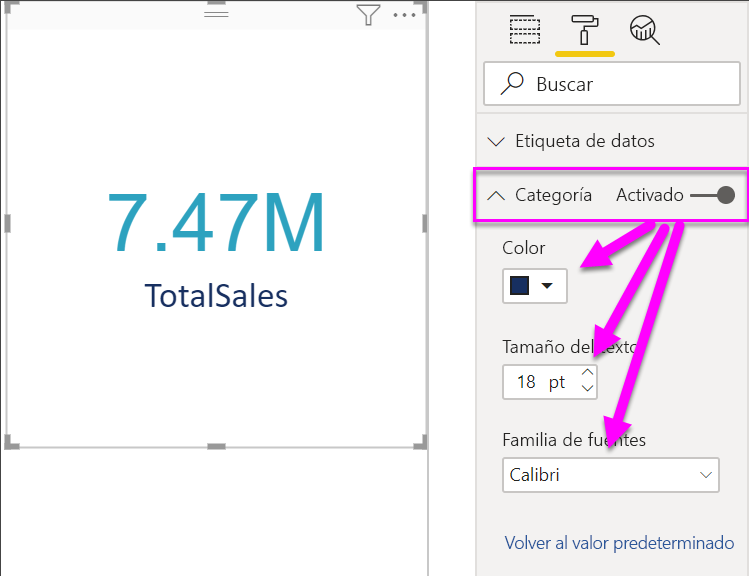 7.47M
TotalSales
Buscar
Etiqueta de datos
Categoría Activado
Color
Tamaño del texto
18 pt
Familia de fuentes
Calibri
Volver al valor predeterminado